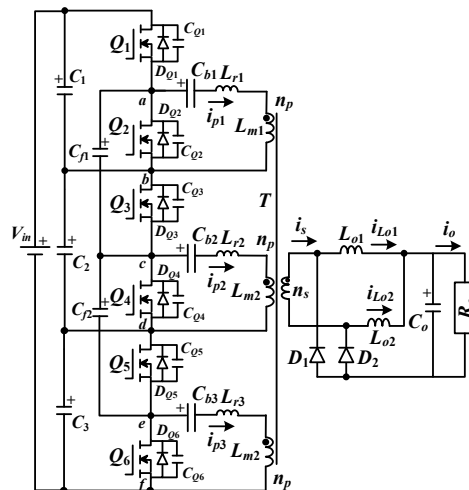 Q1
CQ1
DQ1
C1
a
Cb1 Lr1
np
ip1
Lm1
Q2
DQ2
CQ2
Cf1
b
T
Q3
CQ3
DQ3
Vin
C2
c
Cb2 Lr2
np
ip2
Lm2
Q4
DQ4
CQ4
Cf2
d
is
Lo1
iLo1
io
ns
iLo2
Lo2
Co
R
D1
D2
Q5
CQ5
DQ5
C3
e
Cb3 Lr3
ip3
Lm2
Q6
DQ6
CQ6
f
np